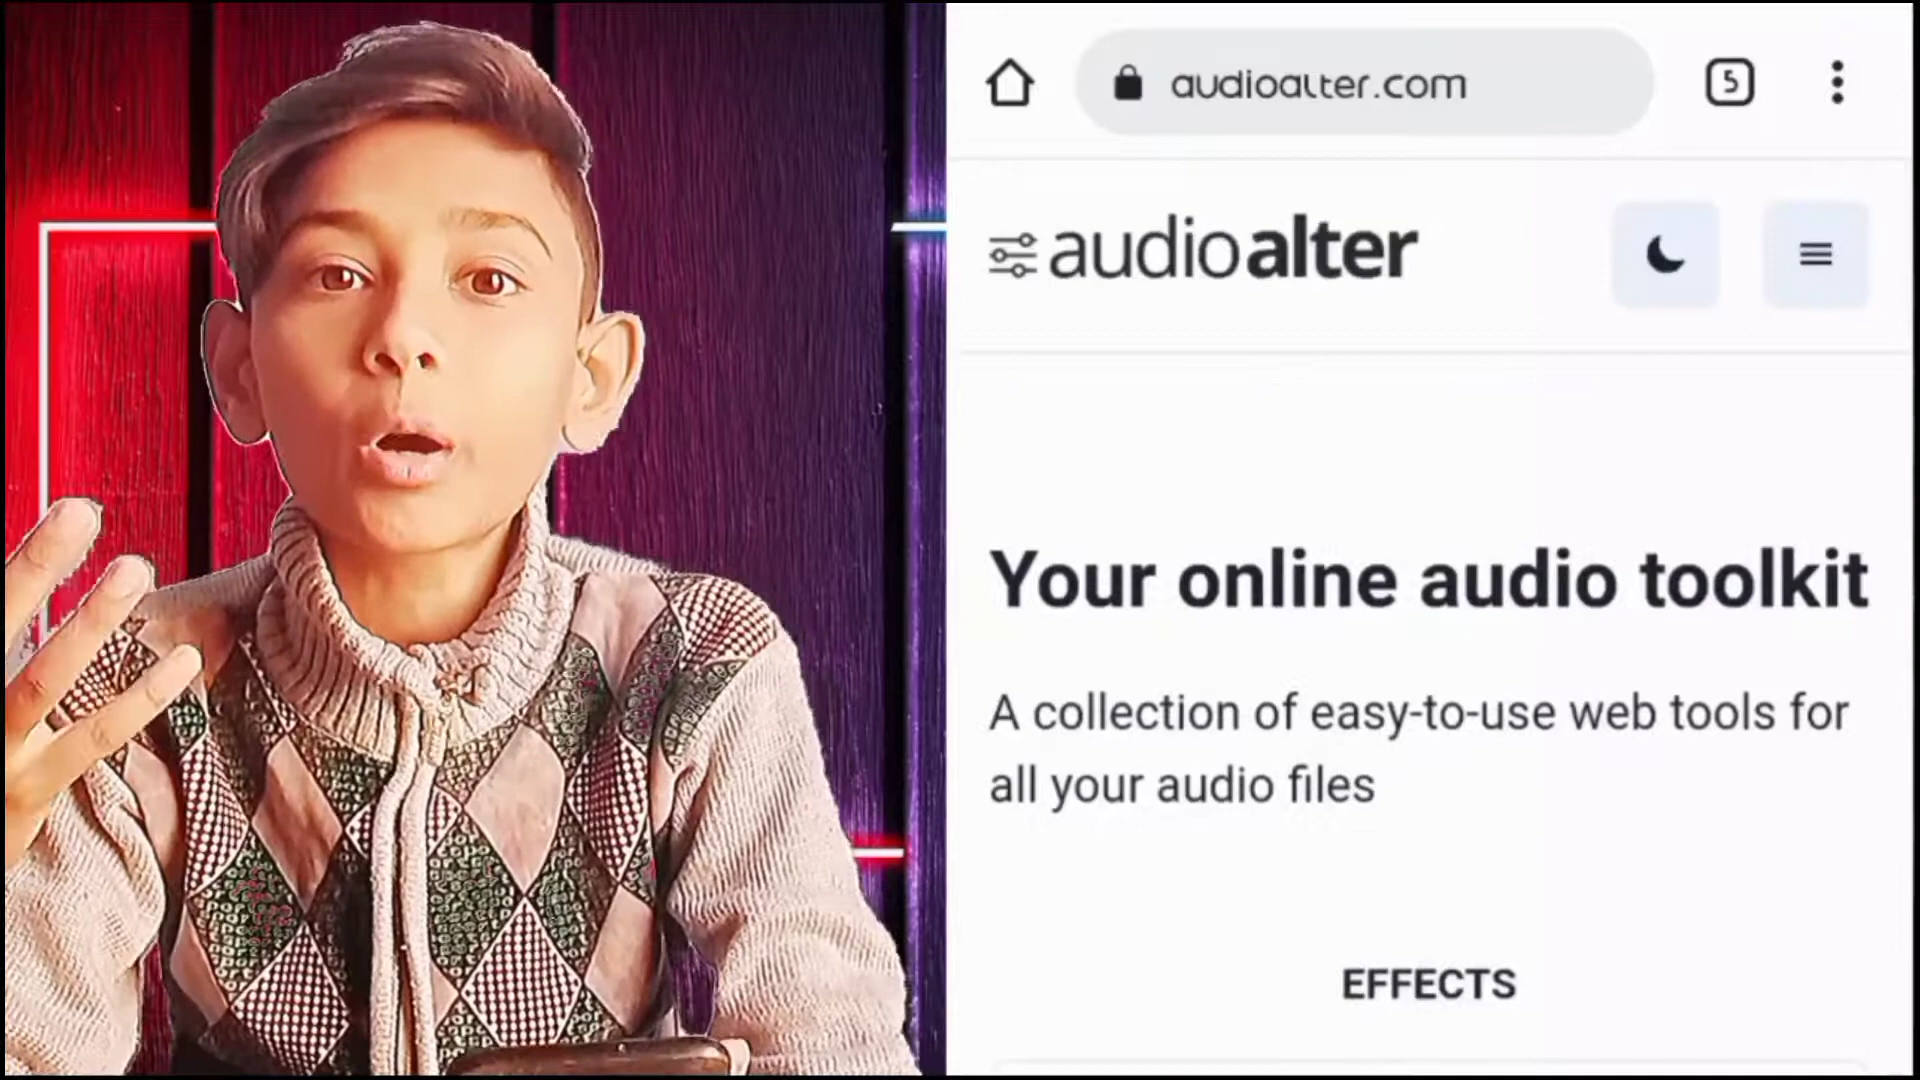 audioalter.com
5
audioalter
Your online audio toolkit
A collection of easy-to-use web tools for
all your audio files
EFFECTS